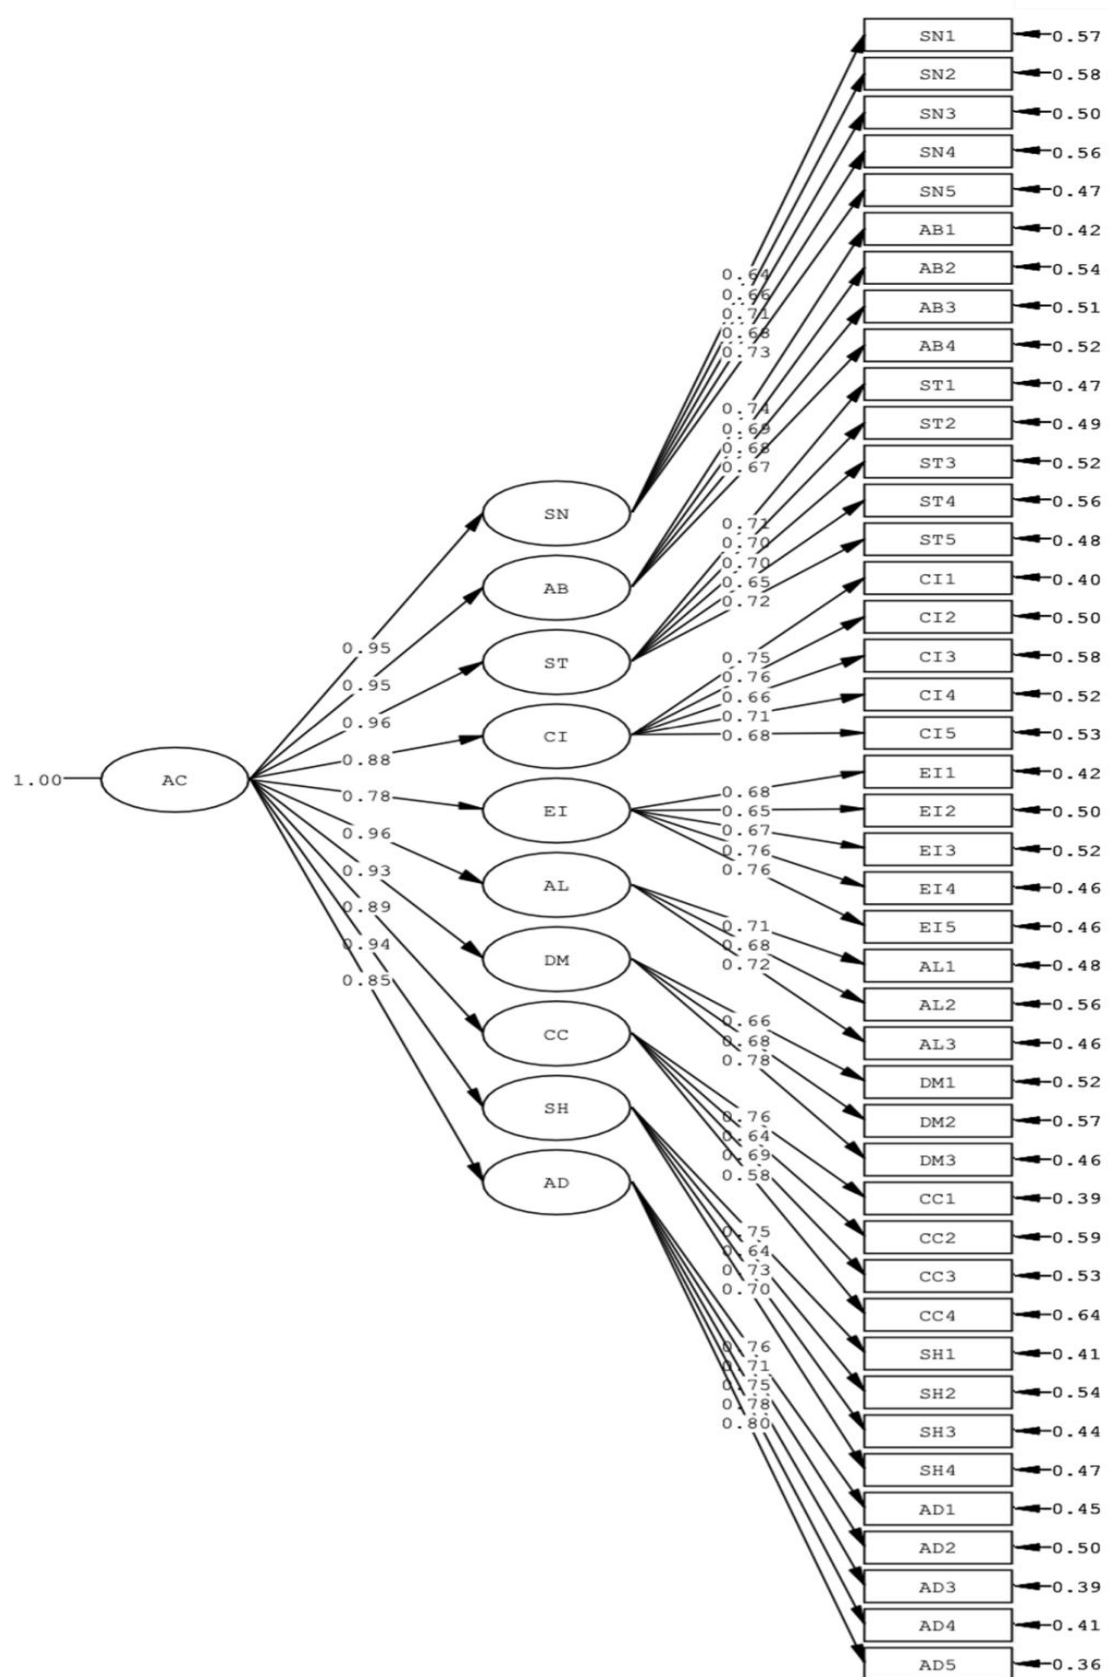 SN1 0.57
SN2 0.58
SN3 0.50
SN4 0.56
SN5 0.47
AB1 0.42
AB2 0.54
AB3 0.51
AB4 0.52
ST1 0.47
ST2 0.49
ST3 0.52
ST4 0.56
ST5 0.48
CI1 0.40
CI2 0.50
CI3 0.58
CI4 0.52
CI5 0.53
EI1 0.42
EI2 0.50
EI3 0.52
EI4 0.46
EI5 0.46
AL1 0.48
AL2 0.56
AL3 0.46
DM1 0.52
DM2 0.57
DM3 0.46
CC1 0.39
CC2 0.59
CC3 0.53
CC4 0.64
SH1 0.41
SH2 0.54
SH3 0.44
SH4 0.47
AD1 0.45
AD2 0.50
AD3 0.39
AD4 0.41
AD5 0.36
0.64
0.66
0.71
0.68
0.73
0.74
0.69
0.68
0.67
0.71
0.70
0.70
0.65
0.72
0.75
0.76
0.66
0.71
0.68
0.68
0.65
0.67
0.76
0.76
0.71
0.68
0.72
0.66
0.68
0.78
0.76
0.64
0.69
0.58
0.75
0.64
0.73
0.70
0.76
0.71
0.75
0.78
0.80
SN
AB
ST
CI
EI
AL
DM
CC
SH
AD
0.95
0.95
0.96
0.88
0.78
0.96
0.93
0.89
0.94
0.85
1.00 AC